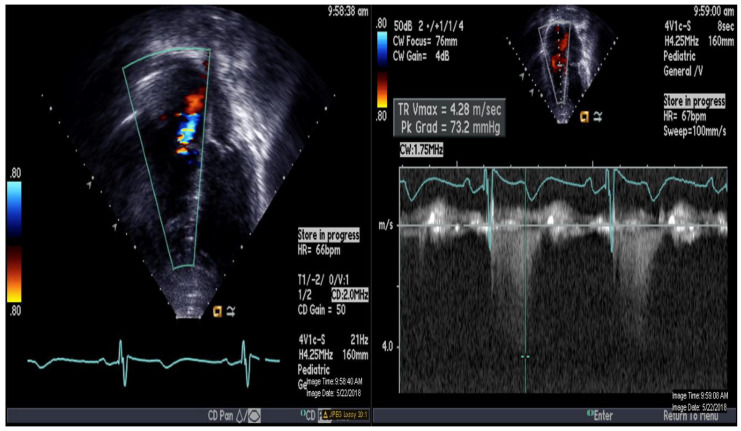 9:58:38 am
.80
.80
Store in progress
HR= 66bpm
T1/-2/ 0/V:1
1/2 CD:2.0MHz
CD Gain = 50
4V1c-S 21Hz
H4.25MHz 160mm
Pediatric
Image Time: 9:58:40 AM
Image Date: 5/22/2018
CD Pan
CD
JPEG Lossy 20:1
9:59:00 am
.80
.80
50dB 2 •/+1/1/4
CW Focus= 76mm
CW Gain= 4dB
4V1c-S 8sec
H4.25MHz 160mm
Pediatric
General /V
Store in progress
HR= 67bpm
Sweep=100mm/s
TR Vmax = 4.28 m/sec
Pk Grad = 73.2 mmHg
CW:1.75MHz
m/s
4.0
Image Time: 9:59:08 AM
Image Date: 5/22/2018
Enter
Return To Menu